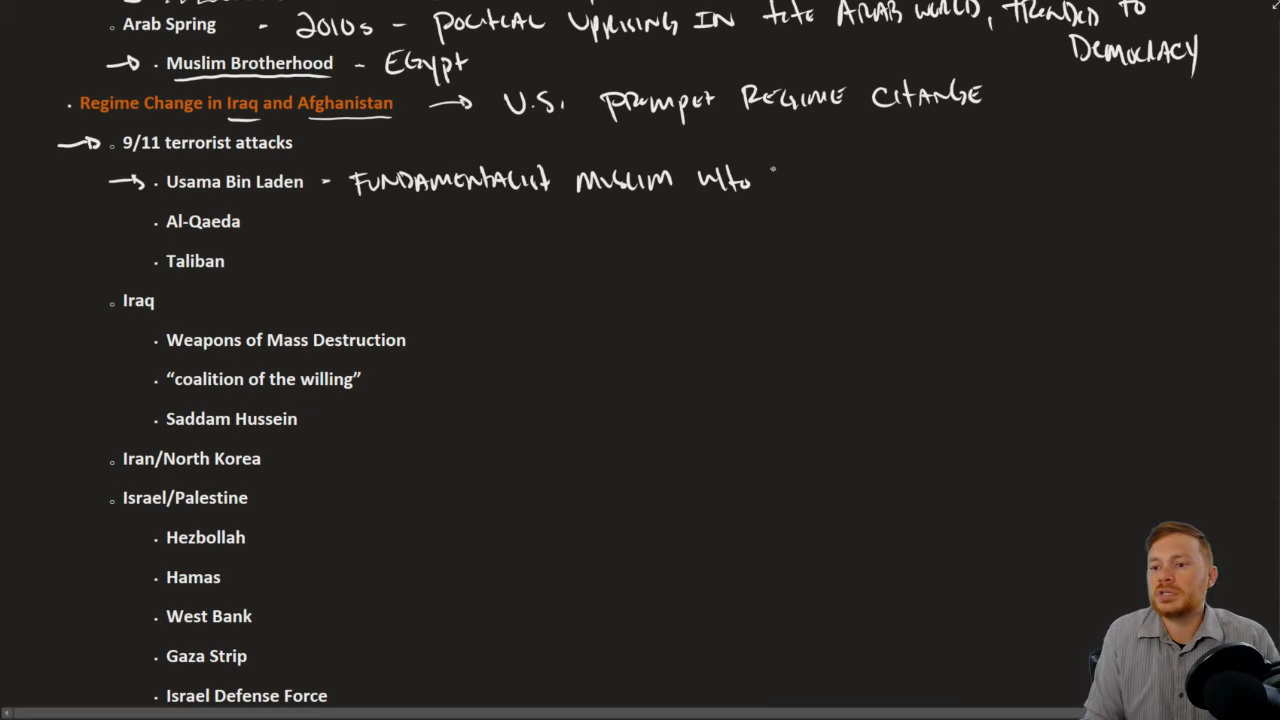 Arab Spring - 2010s - POLITICAL UPRISING IN THE ARAB WORLD, TRENDED TO
DEMOCRACY
Muslim Brotherhood - EGYPT
Regime Change in Iraq and Afghanistan → U.S. PROMPET REGIME CHANGE
9/11 terrorist attacks
Usama Bin Laden - FUNDAMENTALIST MUSLIM WHO
Al-Qaeda
Taliban
Iraq
Weapons of Mass Destruction
“coalition of the willing”
Saddam Hussein
Iran/North Korea
Israel/Palestine
Hezbollah
Hamas
West Bank
Gaza Strip
Israel Defense Force